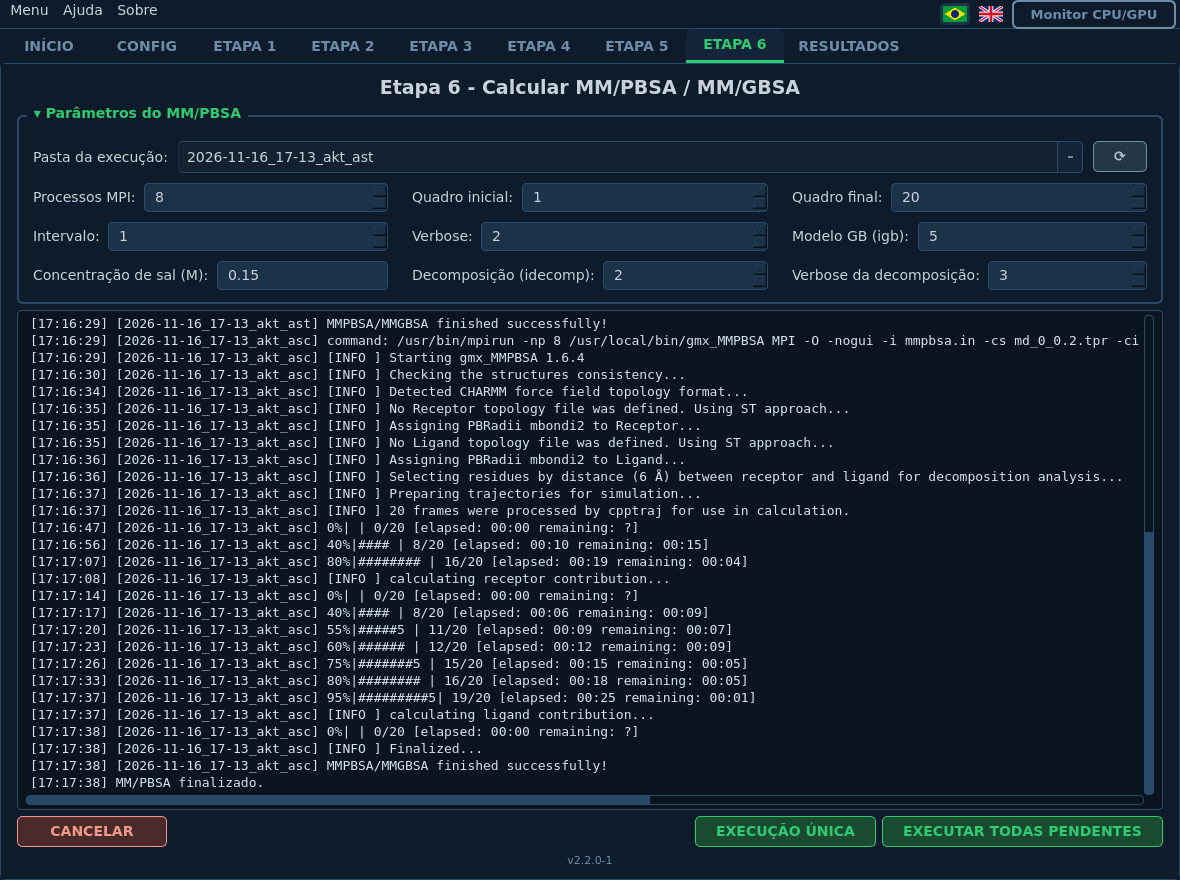 Menu Ajuda Sobre Monitor CPU/GPU
INÍCIO CONFIG ETAPA 1 ETAPA 2 ETAPA 3 ETAPA 4 ETAPA 5 ETAPA 6 RESULTADOS
Etapa 6 - Calcular MM/PBSA / MM/GBSA
▾ Parâmetros do MM/PBSA
Pasta da execução: 2026-11-16_17-13_akt_ast - ⟳
Processos MPI: 8 Quadro inicial: 1 Quadro final: 20
Intervalo: 1 Verbose: 2 Modelo GB (igb): 5
Concentração de sal (M): 0.15 Decomposição (idecomp): 2 Verbose da decomposição: 3
[17:16:29] [2026-11-16_17-13_akt_ast] MMPBSA/MMGBSA finished successfully!
[17:16:29] [2026-11-16_17-13_akt_asc] command: /usr/bin/mpirun -np 8 /usr/local/bin/gmx_MMPBSA MPI -O -nogui -i mmpbsa.in -cs md_0_0.2.tpr -ci
[17:16:29] [2026-11-16_17-13_akt_asc] [INFO ] Starting gmx_MMPBSA 1.6.4
[17:16:30] [2026-11-16_17-13_akt_asc] [INFO ] Checking the structures consistency...
[17:16:34] [2026-11-16_17-13_akt_asc] [INFO ] Detected CHARMM force field topology format...
[17:16:35] [2026-11-16_17-13_akt_asc] [INFO ] No Receptor topology file was defined. Using ST approach...
[17:16:35] [2026-11-16_17-13_akt_asc] [INFO ] Assigning PBRadii mbondi2 to Receptor...
[17:16:35] [2026-11-16_17-13_akt_asc] [INFO ] No Ligand topology file was defined. Using ST approach...
[17:16:36] [2026-11-16_17-13_akt_asc] [INFO ] Assigning PBRadii mbondi2 to Ligand...
[17:16:36] [2026-11-16_17-13_akt_asc] [INFO ] Selecting residues by distance (6 Å) between receptor and ligand for decomposition analysis...
[17:16:37] [2026-11-16_17-13_akt_asc] [INFO ] Preparing trajectories for simulation...
[17:16:37] [2026-11-16_17-13_akt_asc] [INFO ] 20 frames were processed by cpptraj for use in calculation.
[17:16:47] [2026-11-16_17-13_akt_asc] 0%| | 0/20 [elapsed: 00:00 remaining: ?]
[17:16:56] [2026-11-16_17-13_akt_asc] 40%|#### | 8/20 [elapsed: 00:10 remaining: 00:15]
[17:17:07] [2026-11-16_17-13_akt_asc] 80%|######## | 16/20 [elapsed: 00:19 remaining: 00:04]
[17:17:08] [2026-11-16_17-13_akt_asc] [INFO ] calculating receptor contribution...
[17:17:14] [2026-11-16_17-13_akt_asc] 0%| | 0/20 [elapsed: 00:00 remaining: ?]
[17:17:17] [2026-11-16_17-13_akt_asc] 40%|#### | 8/20 [elapsed: 00:06 remaining: 00:09]
[17:17:20] [2026-11-16_17-13_akt_asc] 55%|#####5 | 11/20 [elapsed: 00:09 remaining: 00:07]
[17:17:23] [2026-11-16_17-13_akt_asc] 60%|###### | 12/20 [elapsed: 00:12 remaining: 00:09]
[17:17:26] [2026-11-16_17-13_akt_asc] 75%|#######5 | 15/20 [elapsed: 00:15 remaining: 00:05]
[17:17:33] [2026-11-16_17-13_akt_asc] 80%|######## | 16/20 [elapsed: 00:18 remaining: 00:05]
[17:17:37] [2026-11-16_17-13_akt_asc] 95%|#########5| 19/20 [elapsed: 00:25 remaining: 00:01]
[17:17:37] [2026-11-16_17-13_akt_asc] [INFO ] calculating ligand contribution...
[17:17:38] [2026-11-16_17-13_akt_asc] 0%| | 0/20 [elapsed: 00:00 remaining: ?]
[17:17:38] [2026-11-16_17-13_akt_asc] [INFO ] Finalized...
[17:17:38] [2026-11-16_17-13_akt_asc] MMPBSA/MMGBSA finished successfully!
[17:17:38] MM/PBSA finalizado.
CANCELAR EXECUÇÃO ÚNICA EXECUTAR TODAS PENDENTES
v2.2.0-1